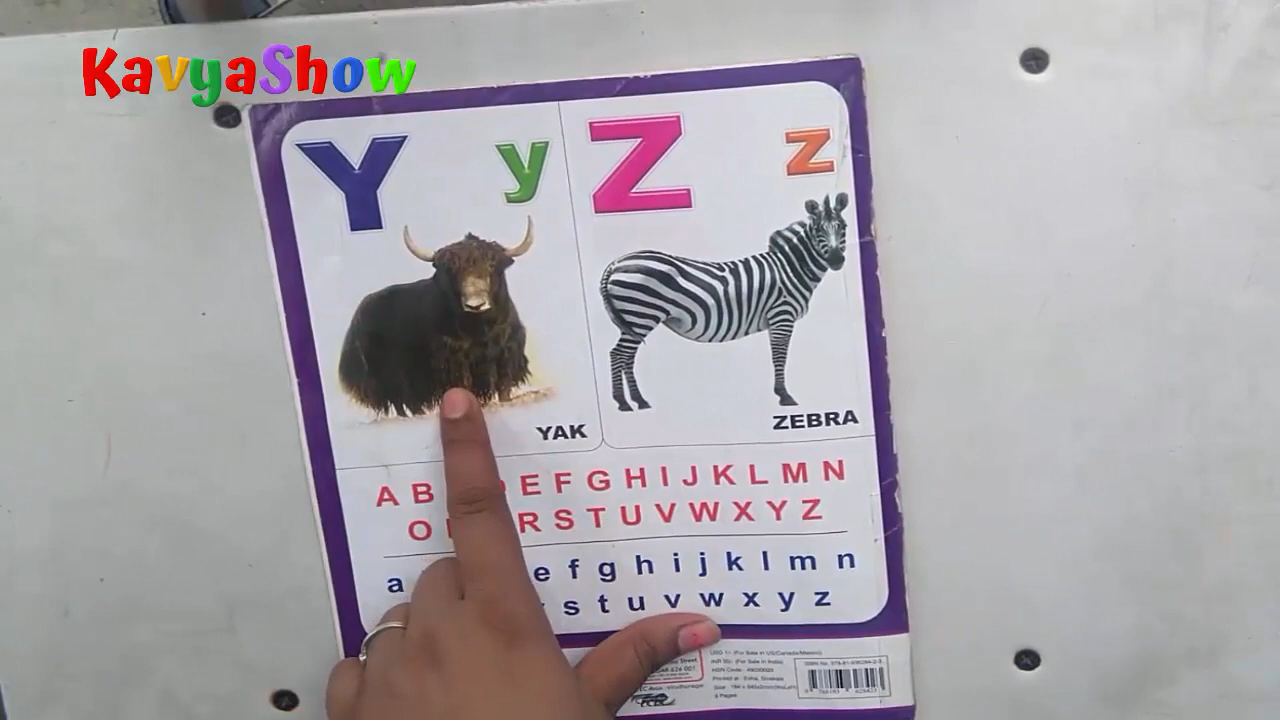 KavyaShow
Y y Z z
YAK
ZEBRA
A B E F G H I J K L M N
O R S T U V W X Y Z
a e f g h i j k l m n
s t u v w x y z